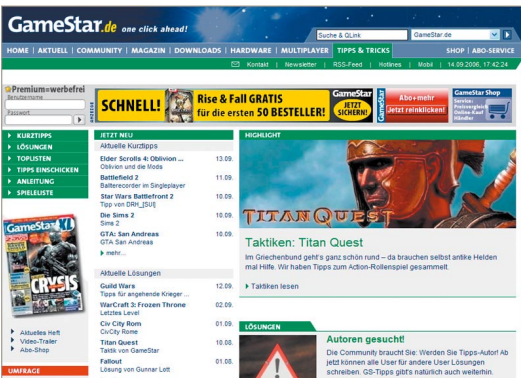 GameStar.de one click ahead!
Suche & QLink
GameStar.de
HOME | AKTUELL | COMMUNITY | MAGAZIN | DOWNLOADS | HARDWARE | MULTIPLAYER | TIPPS & TRICKS
SHOP | ABO-SERVICE
Kontakt | Newsletter | RSS-Feed | Hotlines | Mobil | 14.09.2006, 17:42:24
Premium=werbefrei
Benutzername
Passwort
ANZEIGE
SCHNELL!
Rise & Fall GRATIS
für die ersten 50 BESTELLER!
GameStar
JETZT
SICHERN!
GameStar
Abo+mehr
Jetzt reinklicken!
GameStar Shop
Service:
Preisvergleich
Online-Kauf
Händler
KURZTIPPS
LÖSUNGEN
TOPLISTEN
TIPPS EINSCHICKEN
ANLEITUNG
SPIELELISTE
GameStar XL
CRYSIS
Aktuelles Heft
Video-Trailer
Abo-Shop
UMFRAGE
JETZT NEU
Aktuelle Kurztipps
Elder Scrolls 4: Oblivion ... 13.09.
Oblivion und die Mods
Battlefield 2 11.09.
Ballterecorder im Singleplayer
Star Wars Battlefront 2 10.09.
Tipp von DRH_[SUI]
Die Sims 2 10.09.
Sims 2
GTA: San Andreas 10.09.
GTA San Andreas
mehr...
Aktuelle Lösungen
Guild Wars 12.09.
Tipps für angehende Krieger ...
WarCraft 3: Frozen Throne 02.09.
Letztes Level
Civ City Rom 01.09.
CivCity Rome
Titan Quest 10.08.
Taktik von GameStar
Fallout 01.08.
Lösung von Gunnar Lott
HIGHLIGHT
TITAN QUEST
Taktiken: Titan Quest
Im Griechenbund geht's ganz schön rund – da brauchen selbst antike Helden
mal Hilfe. Wir haben Tipps zum Action-Rollenspiel gesammelt.
Taktiken lesen
LÖSUNGEN
Autoren gesucht!
Die Community braucht Sie: Werden Sie Tipps-Autor! Ab
jetzt können alle User für andere User Lösungen
schreiben. GS-Tipps gibt's natürlich auch weiterhin.